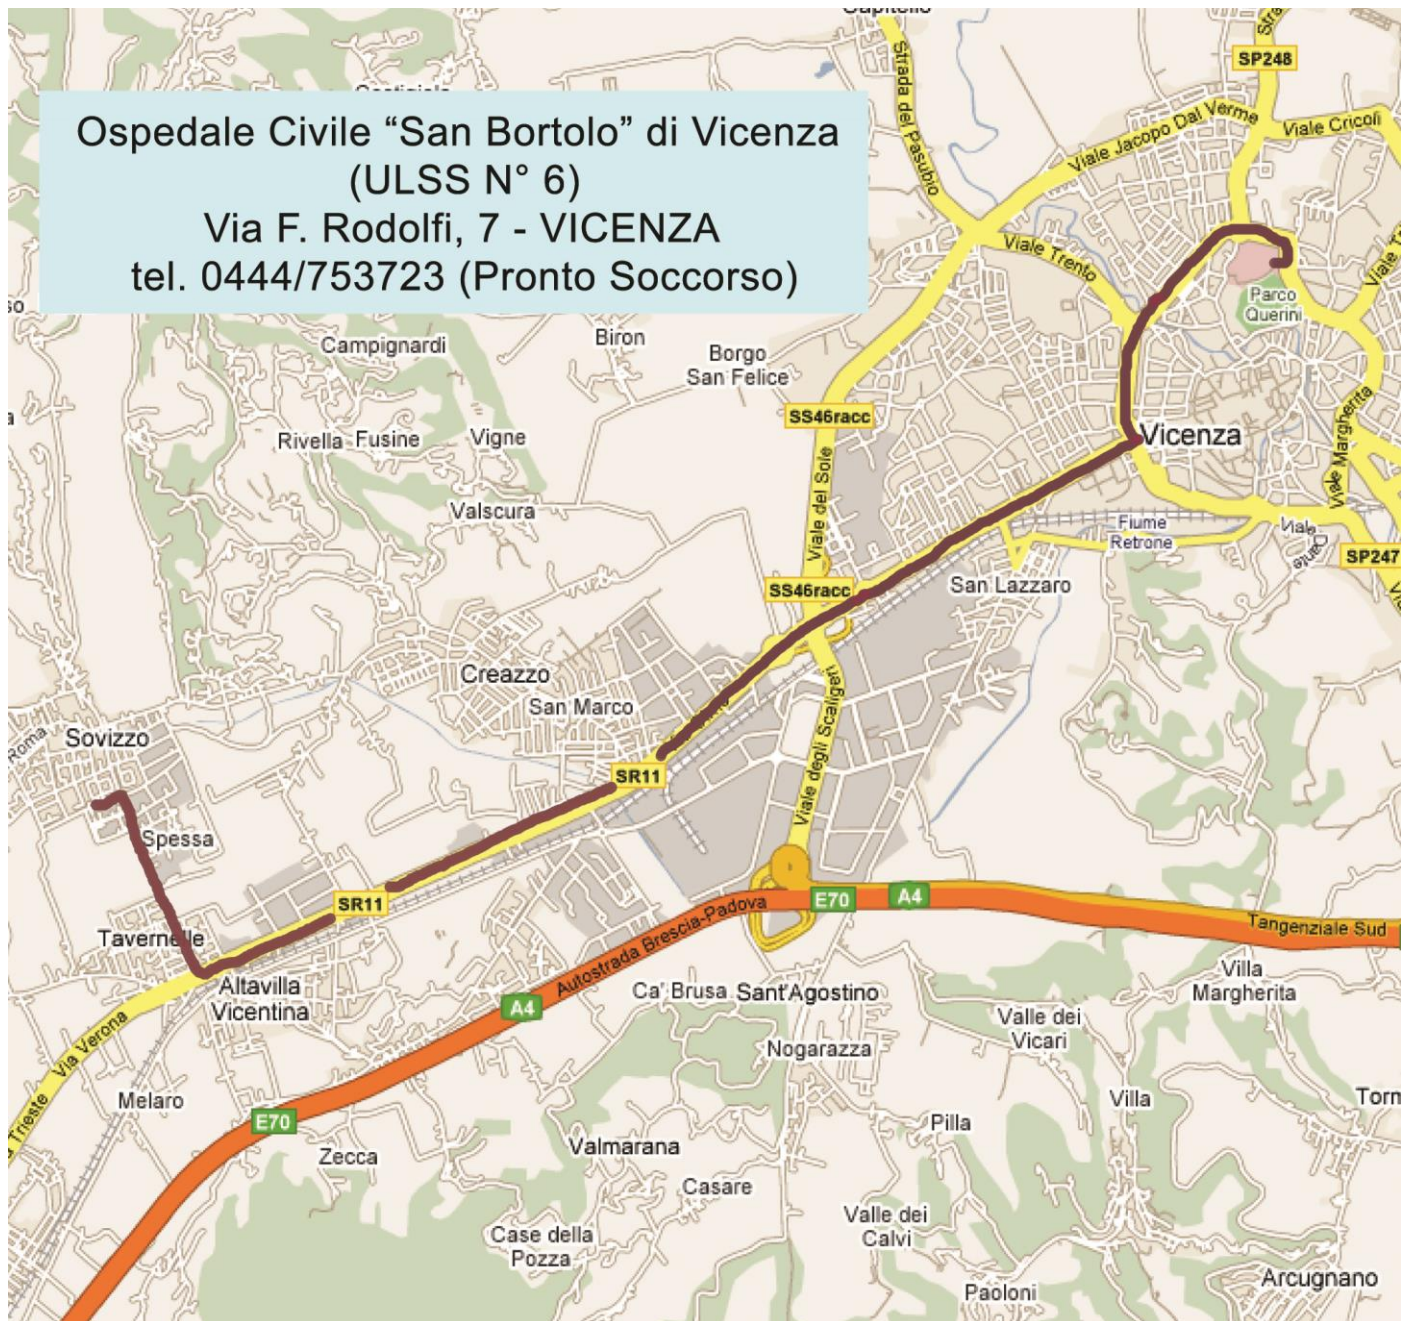 Capitello
SP248
Strada del Pasubio
Viale Jacopo Dal Verme
Viale Cricoli
Ospedale Civile “San Bortolo” di Vicenza
(ULSS N° 6)
Via F. Rodolfi, 7 - VICENZA
tel. 0444/753723 (Pronto Soccorso)
Viale Trento
Parco
Querini
Campignardi
Biron
Borgo
San Felice
SS46racc
Rivella
Fusine
Vigne
Vicenza
Viale Margherita
Viale del Sole
Valscura
Fiume
Retrone
Viale Dante
SP247
SS46racc
San Lazzaro
Creazzo
San Marco
Viale degli Scaligeri
Roma
Sovizzo
SR11
Spessa
SR11
E70
A4
Autostrada Brescia-Padova
Tangenziale Sud
Tavernelle
Altavilla
Vicentina
Ca' Brusa
Sant'Agostino
Villa
Margherita
A4
Valle dei
Vicari
Via Verona
Nogarazza
Melaro
Trieste
Villa
Torm
E70
Pilla
Zecca
Valmarana
Casare
Valle dei
Calvi
Case della
Pozza
Paoloni
Arcugnano